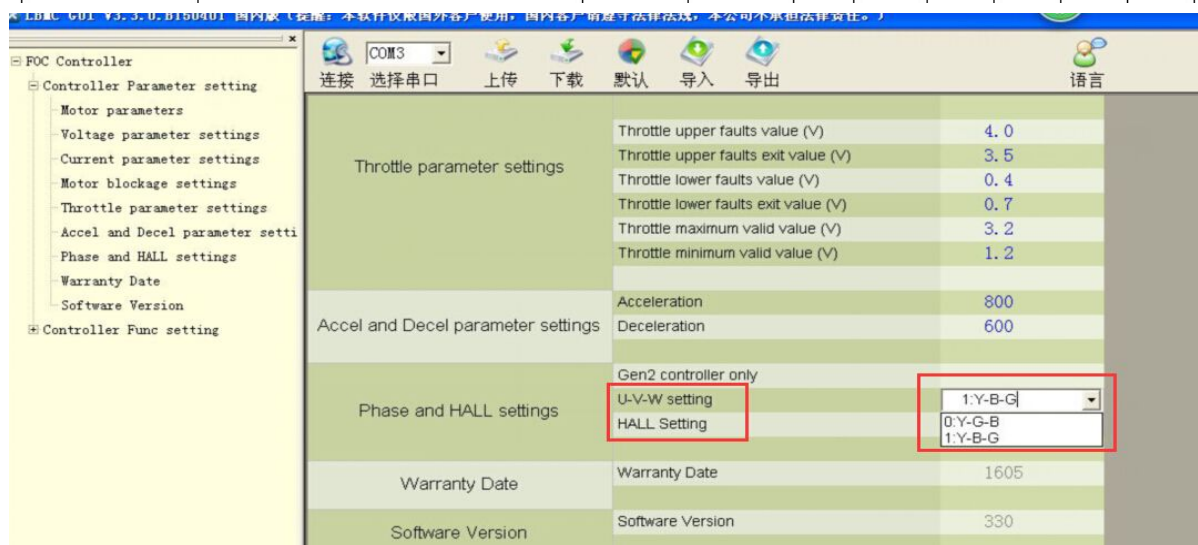 LBMC GUI V3.3.0.B150401 国内版 (提醒：本软件仅限国外客户使用，国内客户请遵守法律法规，本公司不承担法律责任。)
FOC Controller
Controller Parameter setting
Motor parameters
Voltage parameter settings
Current parameter settings
Motor blockage settings
Throttle parameter settings
Accel and Decel parameter setti
Phase and HALL settings
Warranty Date
Software Version
Controller Func setting
COM3
连接 选择串口 上传 下载 默认 导入 导出 语言
Throttle parameter settings
Throttle upper faults value (V) 4.0
Throttle upper faults exit value (V) 3.5
Throttle lower faults value (V) 0.4
Throttle lower faults exit value (V) 0.7
Throttle maximum valid value (V) 3.2
Throttle minimum valid value (V) 1.2
Accel and Decel parameter settings
Acceleration 800
Deceleration 600
Phase and HALL settings
Gen2 controller only
U-V-W setting 1:Y-B-G
HALL Setting 0:Y-G-B
1:Y-B-G
Warranty Date
Warranty Date 1605
Software Version
Software Version 330